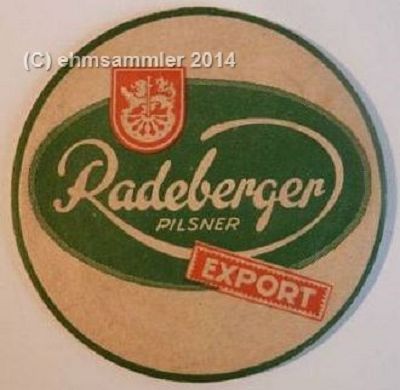 (C) ehmsammler 2014
Radeberger
PILSNER
EXPORT